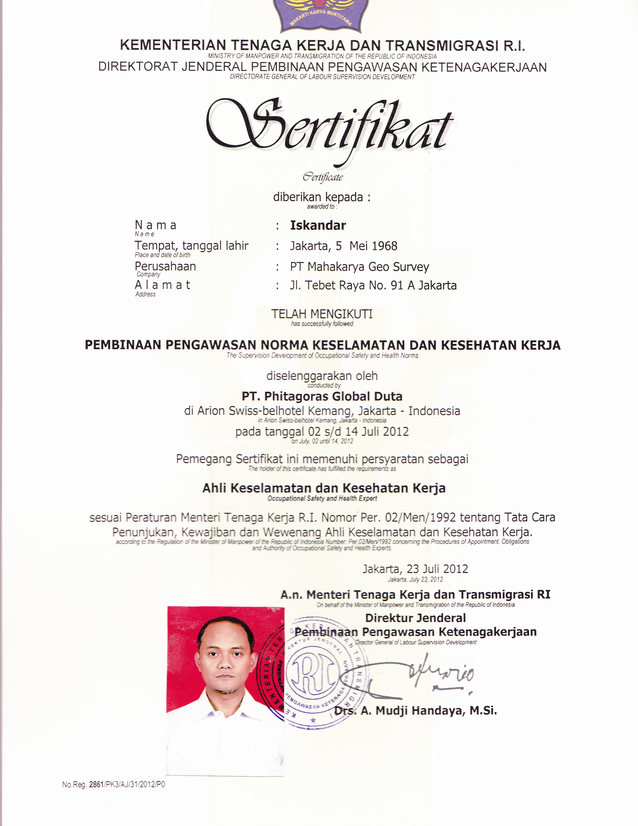 MAKARTI KARYA MUKTITAMA
KEMENTERIAN TENAGA KERJA DAN TRANSMIGRASI R.I.
MINISTRY OF MANPOWER AND TRANSMIGRATION OF THE REPUBLIC OF INDONESIA
DIREKTORAT JENDERAL PEMBINAAN PENGAWASAN KETENAGAKERJAAN
DIRECTORATE GENERAL OF LABOUR SUPERVISION DEVELOPMENT
Sertifikat
Certificate
diberikan kepada :
awarded to :
N a m a : Iskandar
Name
Tempat, tanggal lahir : Jakarta, 5 Mei 1968
Place and date of birth
Perusahaan : PT Mahakarya Geo Survey
Company
A l a m a t : Jl. Tebet Raya No. 91 A Jakarta
Address
TELAH MENGIKUTI
has successfully followed
PEMBINAAN PENGAWASAN NORMA KESELAMATAN DAN KESEHATAN KERJA
The Supervision Development of Occupational Safety and Health Norms
diselenggarakan oleh
conducted by
PT. Phitagoras Global Duta
di Arion Swiss-belhotel Kemang, Jakarta - Indonesia
in Arion Swiss-belhotel Kemang, Jakarta - Indonesia
pada tanggal 02 s/d 14 Juli 2012
on July, 02 until 14, 2012
Pemegang Sertifikat ini memenuhi persyaratan sebagai
The holder of this certificate has fulfilled the requirements as
Ahli Keselamatan dan Kesehatan Kerja
Occupational Safety and Health Expert
sesuai Peraturan Menteri Tenaga Kerja R.I. Nomor Per. 02/Men/1992 tentang Tata Cara
Penunjukan, Kewajiban dan Wewenang Ahli Keselamatan dan Kesehatan Kerja.
according to the Regulation of the Minister of Manpower of the Republic of Indonesia Number: Per.02/Men/1992 concerning the Procedures of Appointment, Obligations
and Authority of Occupational Safety and Health Experts.
Jakarta, 23 Juli 2012
Jakarta, July 23, 2012
A.n. Menteri Tenaga Kerja dan Transmigrasi RI
On behalf of the Minister of Manpower and Transmigration of the Republic of Indonesia
Direktur Jenderal
Pembinaan Pengawasan Ketenagakerjaan
Director General of Labour Supervision Development
RI
Drs. A. Mudji Handaya, M.Si.
No.Reg. 2861/PK3/AJ/31/2012/P0